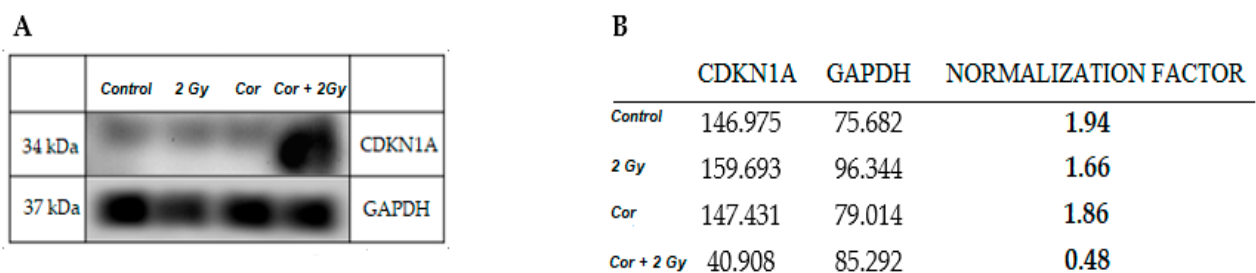 A
Control 2 Gy Cor Cor + 2Gy
34 kDa CDKN1A
37 kDa GAPDH
B
CDKN1A GAPDH NORMALIZATION FACTOR
Control 146.975 75.682 1.94
2 Gy 159.693 96.344 1.66
Cor 147.431 79.014 1.86
Cor + 2 Gy 40.908 85.292 0.48